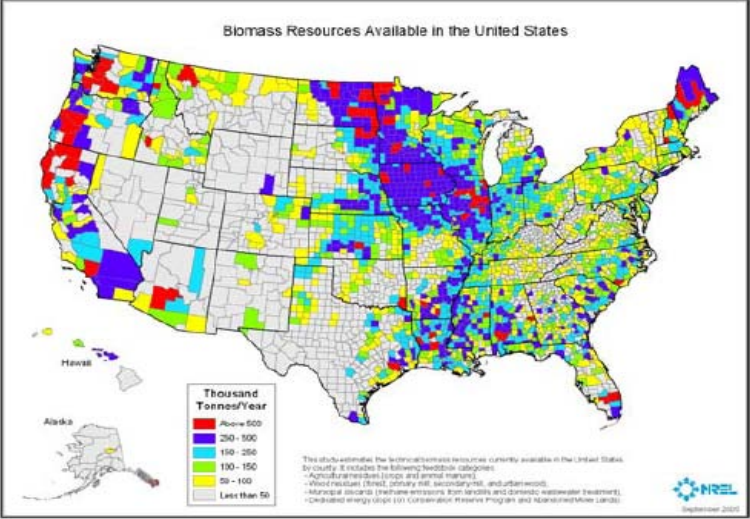 Biomass Resources Available in the United States
Hawaii
Alaska
Thousand
Tonnes/Year
Above 500
250 - 500
150 - 250
100 - 150
50 - 100
Less than 50
This study estimates the technical biomass resources currently available in the United States
by county. It includes the following feedstock categories
- Agricultural residues (crops and animal manure);
- Wood residues (forest, primary mill, secondary mill, and urban wood);
- Municipal discards (methane emissions from landfills and domestic wastewater treatment);
- Dedicated energy crops (on Conservation Reserve Program and Abandoned Mine Lands).
NREL
September 2005